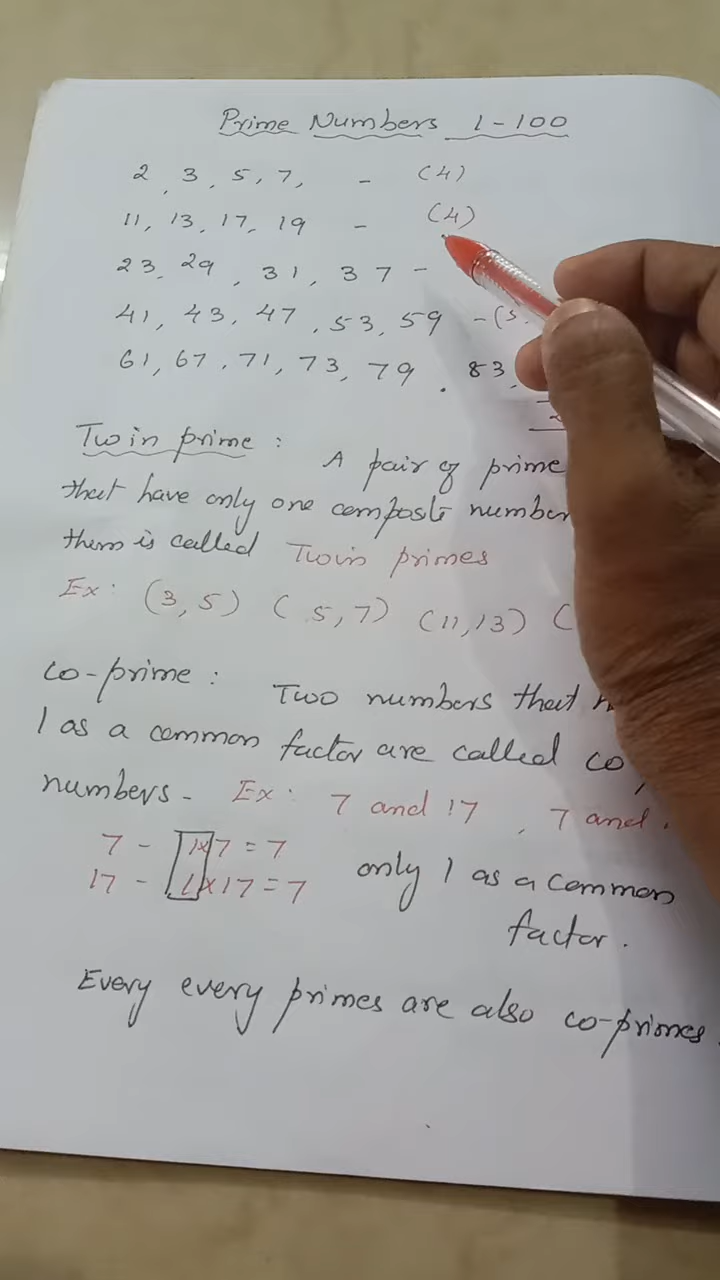 Prime Numbers 1-100
2, 3, 5, 7, - (4)
11, 13, 17, 19 - (4)
23, 29, 31, 37 -
41, 43, 47, 53, 59 -(5
61, 67, 71, 73, 79, 83,
Twin prime: A pair of prime
that have only one composite number
them is called Twin primes
Ex: (3,5) (5,7) (11,13) (
co-prime: Two numbers that
1 as a common factor are called co
numbers- Ex: 7 and 17, 7 and
7 - 1x7 = 7
17 - 1x17 = 7
only 1 as a common
factor.
Every every primes are also co-primes.